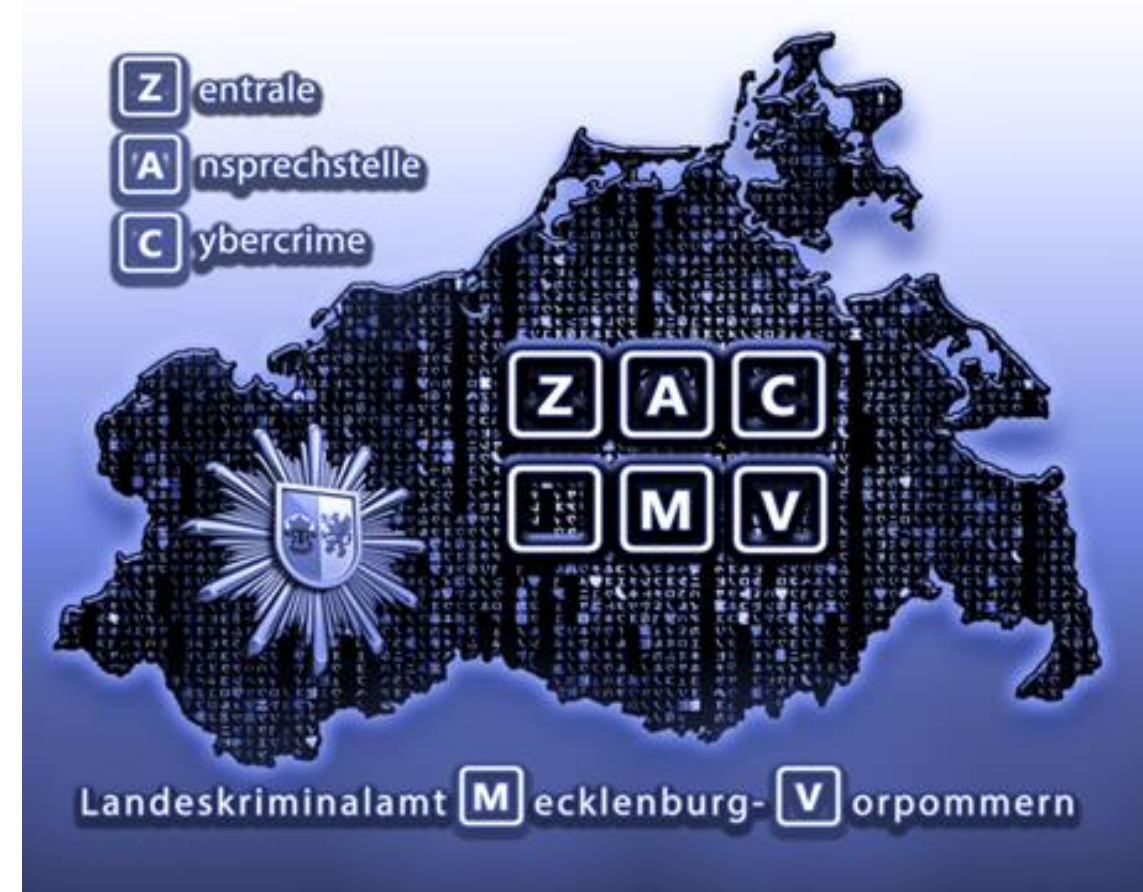 Zentrale
Ansprechstelle
Cybercrime
Z A C
M V
Landeskriminalamt Mecklenburg-Vorpommern